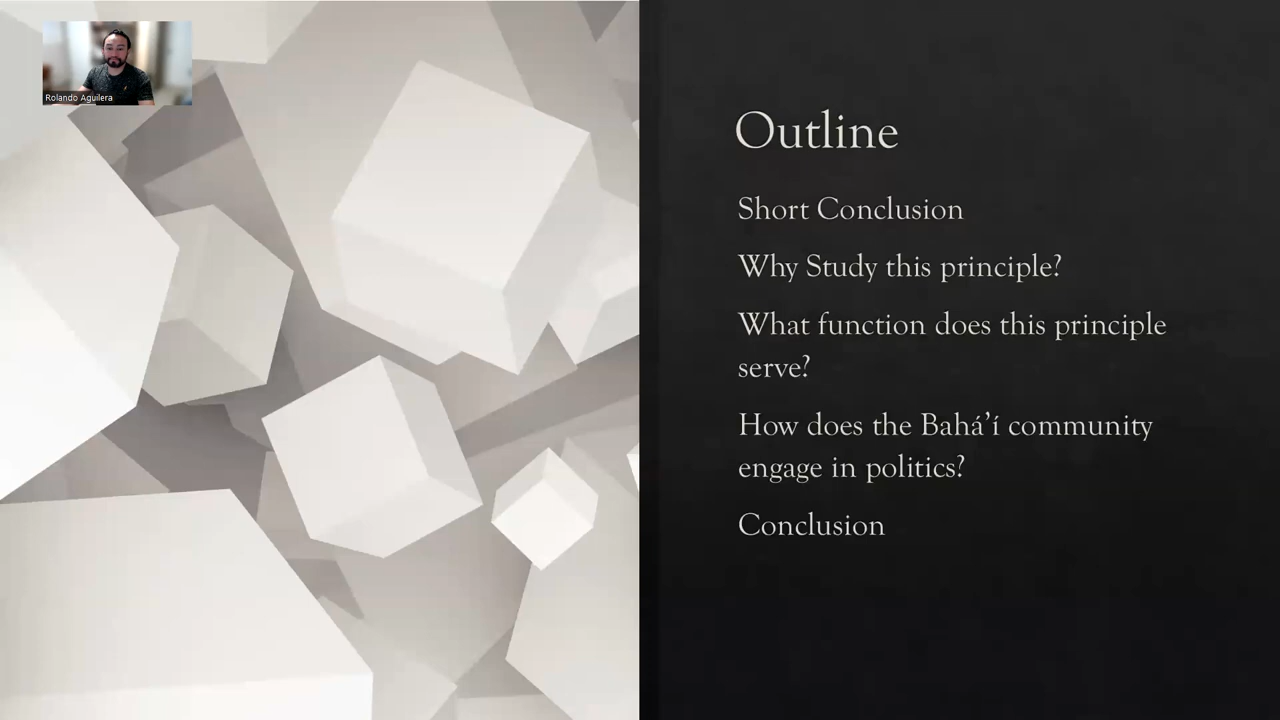 Rolando Aguilera
Outline
Short Conclusion
Why Study this principle?
What function does this principle
serve?
How does the Bahá’í community
engage in politics?
Conclusion